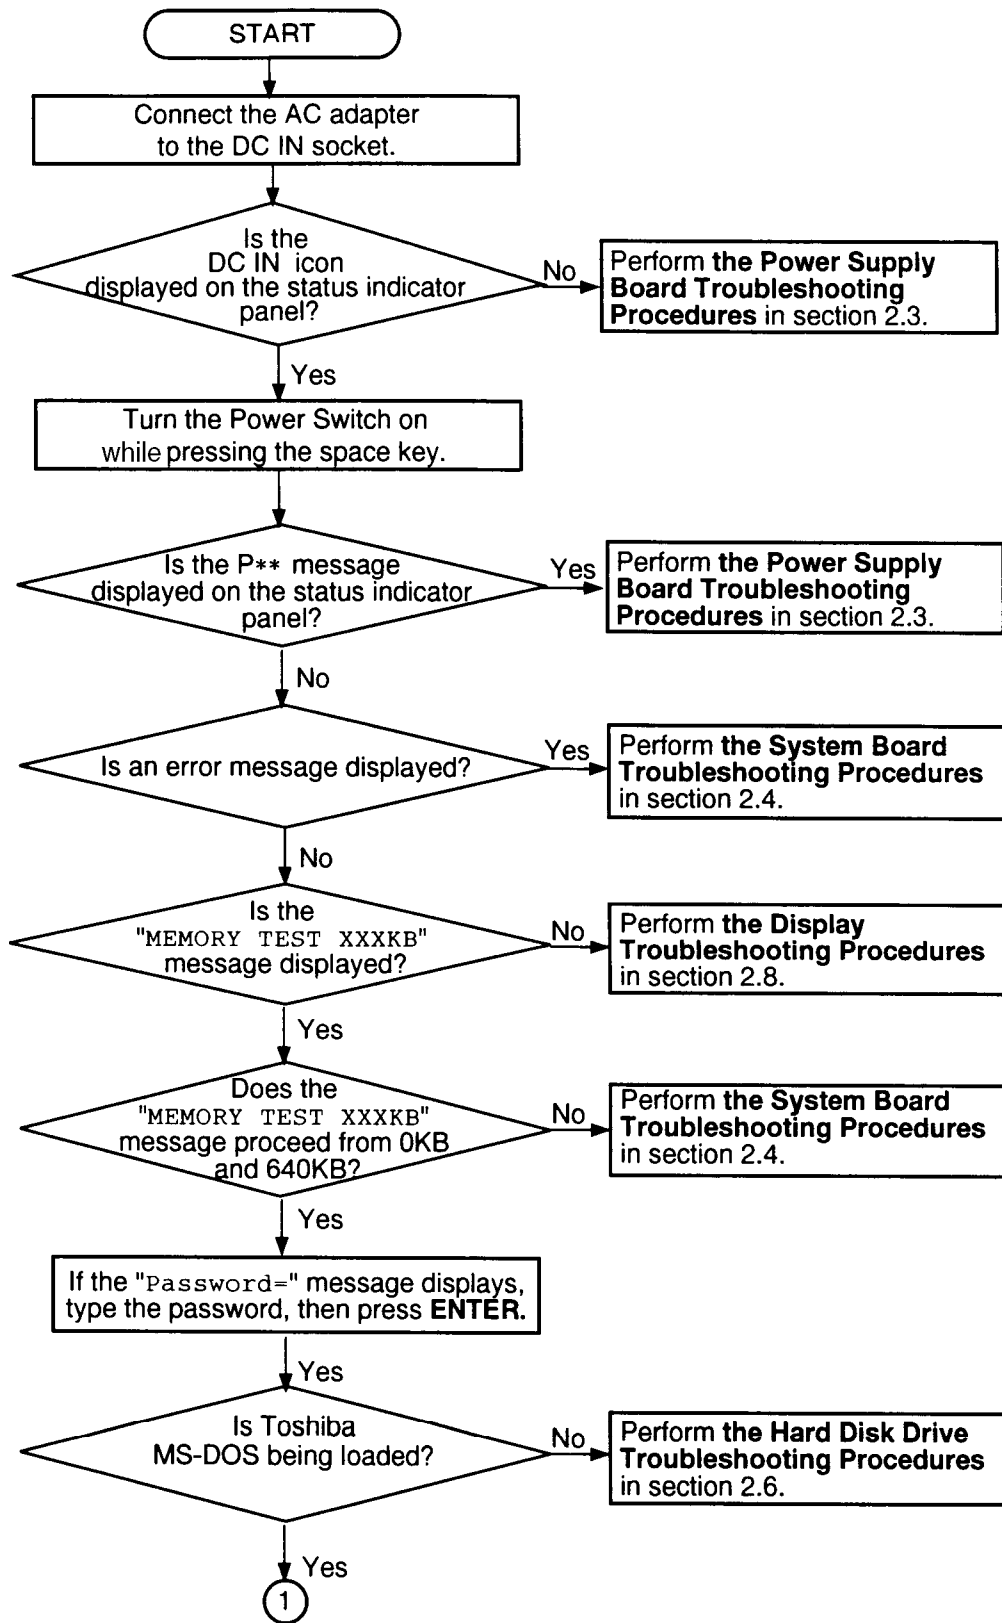 START
Connect the AC adapter
to the DC IN socket.
Is the
DC IN icon
displayed on the status indicator
panel?
No
Perform the Power Supply
Board Troubleshooting
Procedures in section 2.3.
Yes
Turn the Power Switch on
while pressing the space key.
Is the P** message
displayed on the status indicator
panel?
Yes
Perform the Power Supply
Board Troubleshooting
Procedures in section 2.3.
No
Is an error message displayed?
Yes
Perform the System Board
Troubleshooting Procedures
in section 2.4.
No
Is the
"MEMORY TEST XXXKB"
message displayed?
No
Perform the Display
Troubleshooting Procedures
in section 2.8.
Yes
Does the
"MEMORY TEST XXXKB"
message proceed from 0KB
and 640KB?
No
Perform the System Board
Troubleshooting Procedures
in section 2.4.
Yes
If the "Password=" message displays,
type the password, then press ENTER.
Yes
Is Toshiba
MS-DOS being loaded?
No
Perform the Hard Disk Drive
Troubleshooting Procedures
in section 2.6.
Yes
1